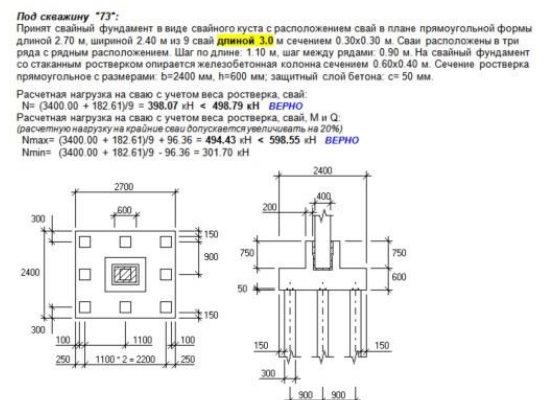 Под скважину "73":
Принят свайный фундамент в виде свайного куста с расположением свай в плане прямоугольной формы
длиной 2.70 м, шириной 2.40 м из 9 свай длиной 3.0 м сечением 0.30x0.30 м. Сваи расположены в три
ряда с рядным расположением. Шаг по длине: 1.10 м, шаг между рядами: 0.90 м. На свайный фундамент
со стаканным ростверком опирается железобетонная колонна сечением 0.60x0.40 м. Сечение ростверка
прямоугольное с размерами: b=2400 мм, h=600 мм; защитный слой бетона: c= 50 мм.
Расчетная нагрузка на сваю с учетом веса ростверка, свай:
N= (3400.00 + 182.61)/9 = 398.07 кН < 498.79 кН ВЕРНО
Расчетная нагрузка на сваю с учетом веса ростверка, свай, М и Q:
(расчетную нагрузку на крайние сваи допускается увеличивать на 20%)
Nmax= (3400.00 + 182.61)/9 + 96.36 = 494.43 кН < 598.55 кН ВЕРНО
Nmin= (3400.00 + 182.61)/9 - 96.36 = 301.70 кН
2700
600
300
150
900
2400
150
300
100
1100
100
250
1100 * 2 = 2200
250
2400
400
200
750
750
600
50
150
150
300
900
900